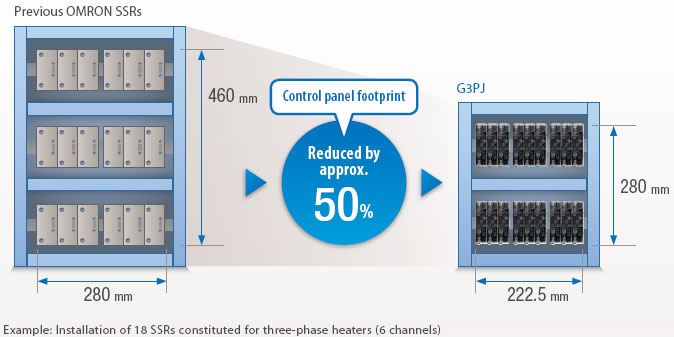 Previous OMRON SSRs
460 mm
280 mm
Control panel footprint
Reduced by
approx.
50%
G3PJ
280 mm
222.5 mm
Example: Installation of 18 SSRs constituted for three-phase heaters (6 channels)